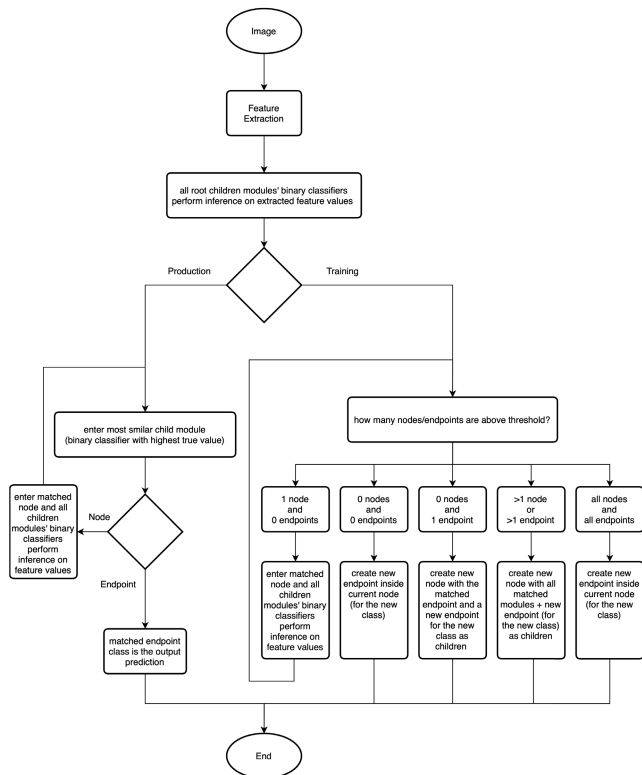 Image
Feature
Extraction
all root children modules' binary classifiers
perform inference on extracted feature values
Production
Training
enter most smilar child module
(binary classifier with highest true value)
how many nodes/endpoints are above threshold?
enter matched
node and all
children
modules' binary
classifiers
perform
inference on
feature values
Node
Endpoint
matched endpoint
class is the output
prediction
1 node
and
0 endpoints
0 nodes
and
0 endpoints
0 nodes
and
1 endpoint
>1 node
or
>1 endpoint
all nodes
and
all endpoints
enter matched
node and all
children
modules' binary
classifiers
perform
inference on
feature values
create new
endpoint inside
current node
(for the new
class)
create new
node with the
matched
endpoint and a
new endpoint
for the new
class as
children
create new
node with all
matched
modules + new
endpoint (for
the new class)
as children
create new
endpoint inside
current node
(for the new
class)
End